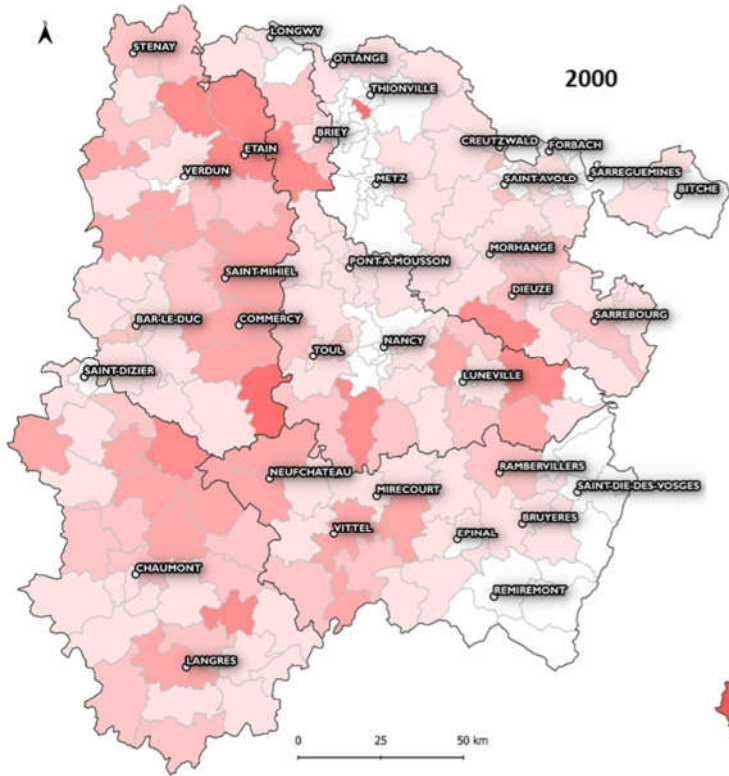 LONGWY
STENAY
OTTANGE
2000
THIONVILLE
BRIEY
CREUTZWALD
FORBACH
ETAIN
VERDUN
METZ
SAINT-AVOLD
SARREGUEMINES
BITCHE
MORHANGE
SAINT-MIHIEL
PONT-A-MOUSSON
DIEUZE
BAR-LE-DUC
COMMERCY
SARREBOURG
NANCY
TOUL
SAINT-DIZIER
LUNEVILLE
NEUFCHATEAU
RAMBERVILLERS
MIRECOURT
SAINT-DIE-DES-VOSGES
VITTEL
BRUYERES
EPINAL
CHAUMONT
REMIREMONT
LANGRES
0 25 50 km